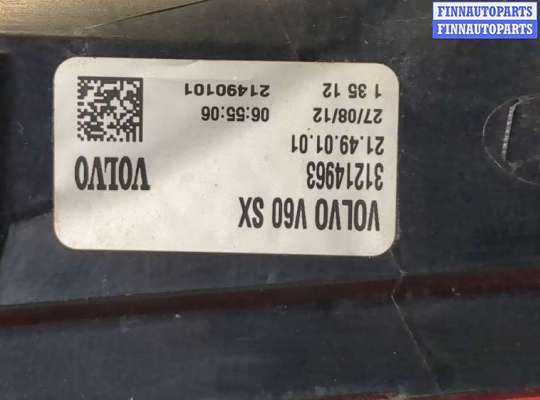 FINNAUTOPARTS
FINNAUTOPARTS
VOLVO V60 SX
31214963
VOLVO
21.49.01.01
27/08/12
06:55:06
1 35 12
21490101